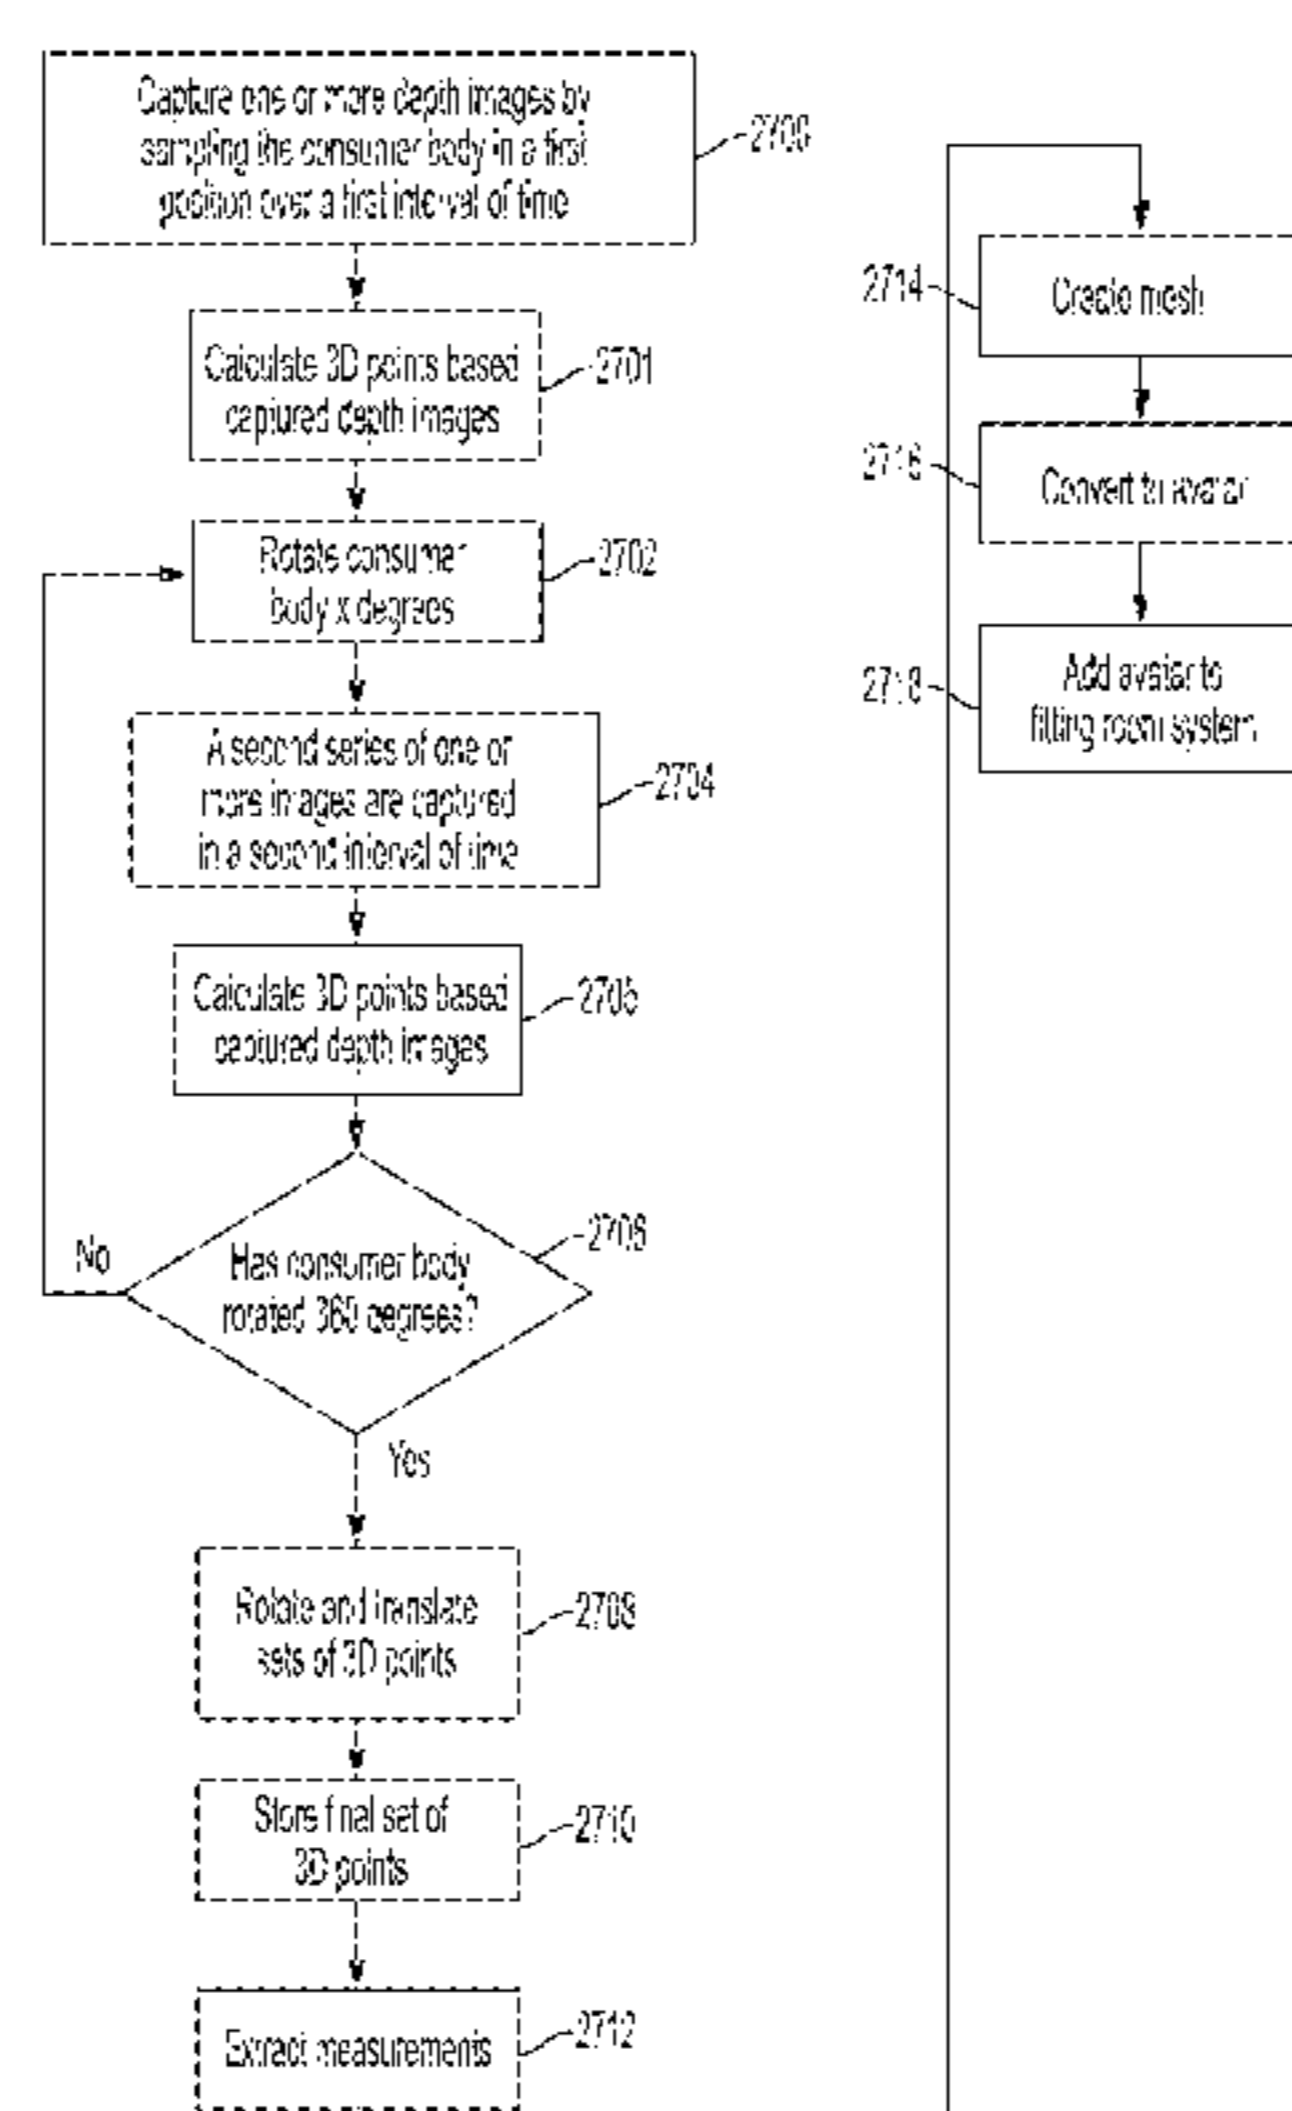 Capture one or more depth images by
sampling the consumer body in a first
position over a first interval of time
2700
Calculate 3D points based
captured depth images
2701
Rotate consumer
body x degrees
2702
A second series of one or
more images are captured
in a second interval of time
2704
Calculate 3D points based
captured depth images
2705
Has consumer body
rotated 360 degrees?
2706
No
Yes
Rotate and translate
sets of 3D points
2708
Store final set of
3D points
2710
Extract measurements
2712
2714
Create mesh
2716
Convert to avatar
2718
Add avatar to
fitting room system